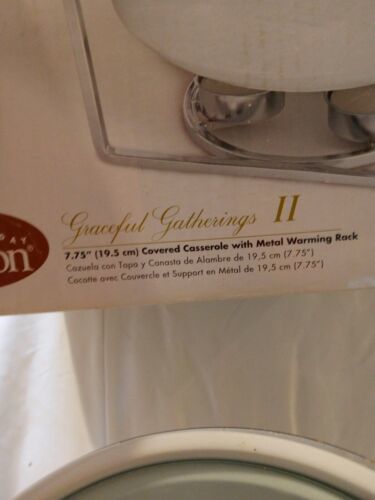 Graceful Gatherings II
7.75" (19.5 cm) Covered Casserole with Metal Warming Rack
Cazuela con Tapa y Canasta de Alambre de 19,5 cm (7.75")
Cocotte avec Couvercle et Support en Métal de 19,5 cm (7.75")
DAY
on®